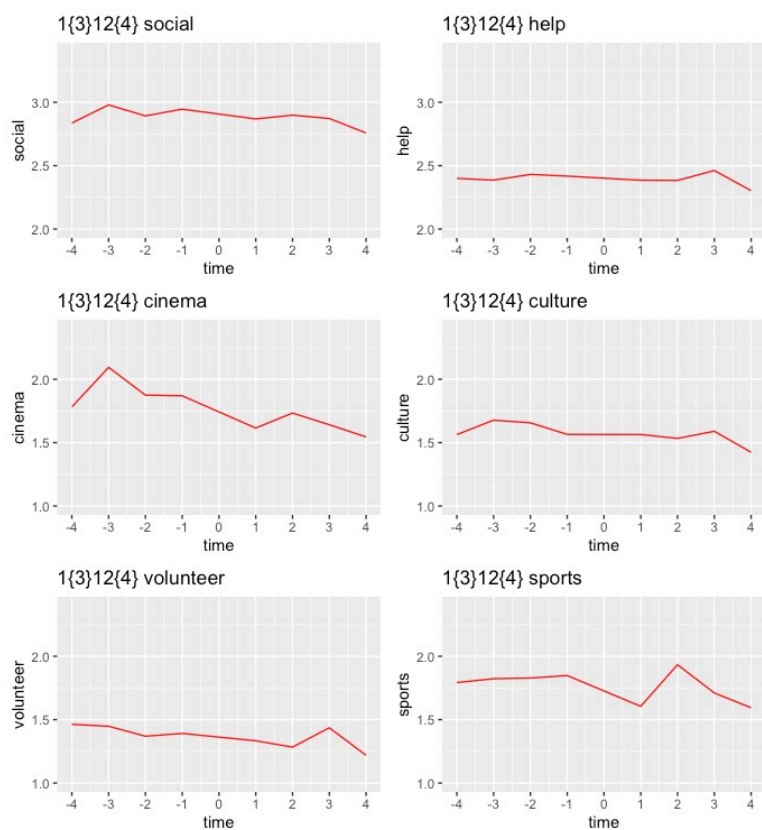 1{3}12{4} social
social
3.0
2.5
2.0
-4 -3 -2 -1 0 1 2 3 4
time
1{3}12{4} help
help
3.0
2.5
2.0
-4 -3 -2 -1 0 1 2 3 4
time
1{3}12{4} cinema
cinema
2.0
1.5
1.0
-4 -3 -2 -1 0 1 2 3 4
time
1{3}12{4} culture
culture
2.0
1.5
1.0
-4 -3 -2 -1 0 1 2 3 4
time
1{3}12{4} volunteer
volunteer
2.0
1.5
1.0
-4 -3 -2 -1 0 1 2 3 4
time
1{3}12{4} sports
sports
2.0
1.5
1.0
-4 -3 -2 -1 0 1 2 3 4
time